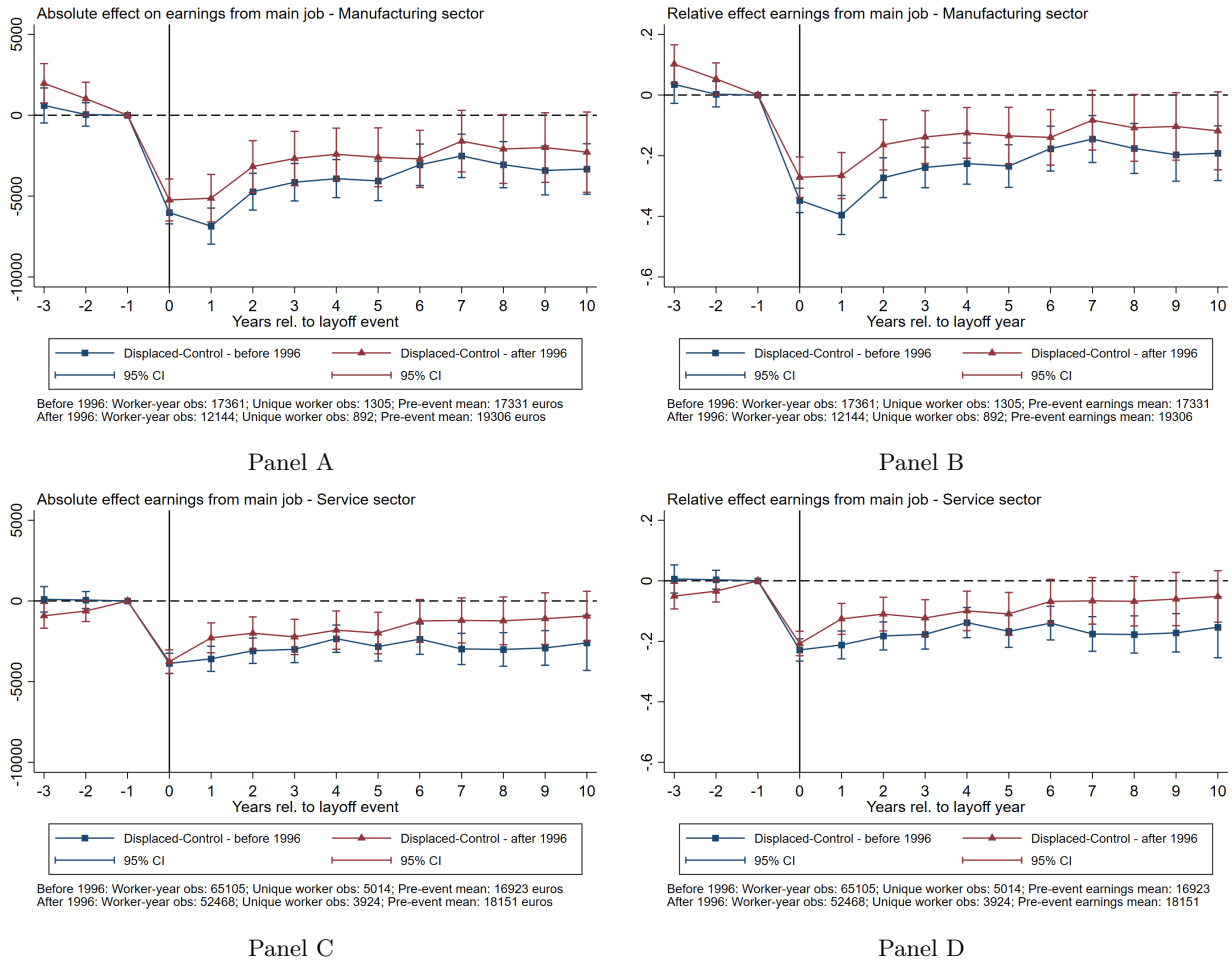 Absolute effect on earnings from main job - Manufacturing sector
5000
0
-5000
-10000
-3 -2 -1 0 1 2 3 4 5 6 7 8 9 10
Years rel. to layoff event
Displaced-Control - before 1996 Displaced-Control - after 1996
95% CI 95% CI
Before 1996: Worker-year obs: 17361; Unique worker obs: 1305; Pre-event mean: 17331 euros
After 1996: Worker-year obs: 12144; Unique worker obs: 892; Pre-event mean: 19306 euros
Panel A
Relative effect earnings from main job - Manufacturing sector
.2
0
-.2
-.4
-.6
-3 -2 -1 0 1 2 3 4 5 6 7 8 9 10
Years rel. to layoff year
Displaced-Control - before 1996 Displaced-Control - after 1996
95% CI 95% CI
Before 1996: Worker-year obs: 17361; Unique worker obs: 1305; Pre-event earnings mean: 17331
After 1996: Worker-year obs: 12144; Unique worker obs: 892; Pre-event earnings mean: 19306
Panel B
Absolute effect earnings from main job - Service sector
5000
0
-5000
-10000
-3 -2 -1 0 1 2 3 4 5 6 7 8 9 10
Years rel. to layoff event
Displaced-Control - before 1996 Displaced-Control - after 1996
95% CI 95% CI
Before 1996: Worker-year obs: 65105; Unique worker obs: 5014; Pre-event mean: 16923 euros
After 1996: Worker-year obs: 52468; Unique worker obs: 3924; Pre-event mean: 18151 euros
Panel C
Relative effect earnings from main job - Service sector
.2
0
-.2
-.4
-.6
-3 -2 -1 0 1 2 3 4 5 6 7 8 9 10
Years rel. to layoff year
Displaced-Control - before 1996 Displaced-Control - after 1996
95% CI 95% CI
Before 1996: Worker-year obs: 65105; Unique worker obs: 5014; Pre-event earnings mean: 16923
After 1996: Worker-year obs: 52468; Unique worker obs: 3924; Pre-event earnings mean: 18151
Panel D